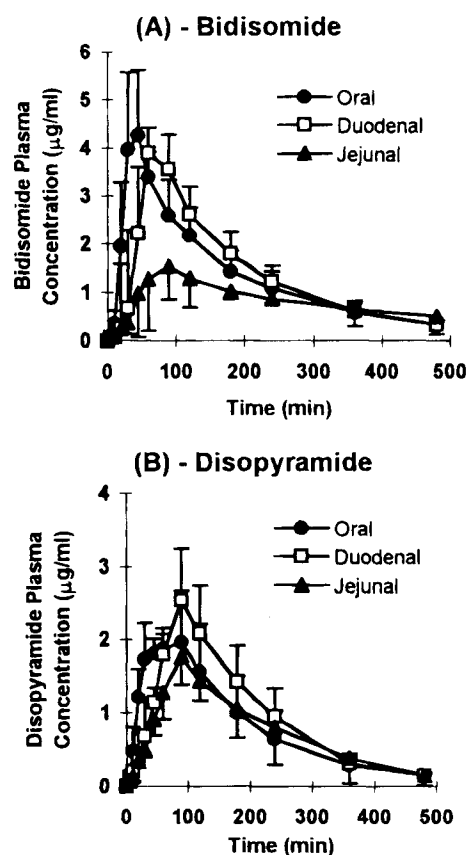 (A) - Bidisomide
Bidisomide Plasma
Concentration (µg/ml)
6
5
4
3
2
1
0
Oral
Duodenal
Jejunal
0 100 200 300 400 500
Time (min)
(B) - Disopyramide
Disopyramide Plasma
Concentration (µg/ml)
4
3
2
1
0
Oral
Duodenal
Jejunal
0 100 200 300 400 500
Time (min)